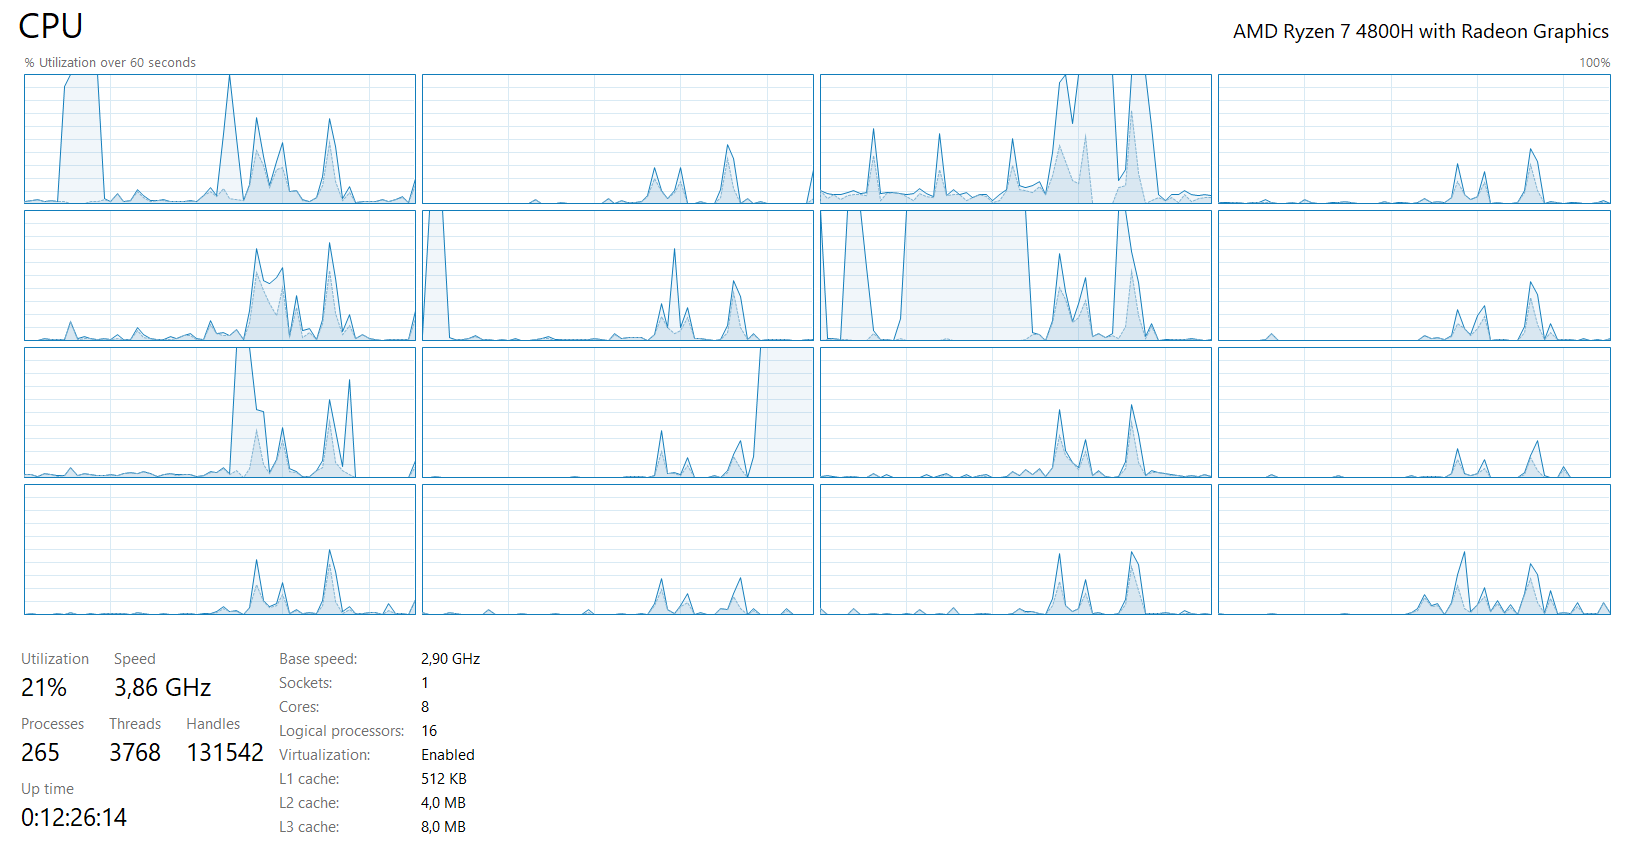 CPU
AMD Ryzen 7 4800H with Radeon Graphics
% Utilization over 60 seconds
100%
Utilization Speed
21% 3,86 GHz
Processes Threads Handles
265 3768 131542
Up time
0:12:26:14
Base speed: 2,90 GHz
Sockets: 1
Cores: 8
Logical processors: 16
Virtualization: Enabled
L1 cache: 512 KB
L2 cache: 4,0 MB
L3 cache: 8,0 MB